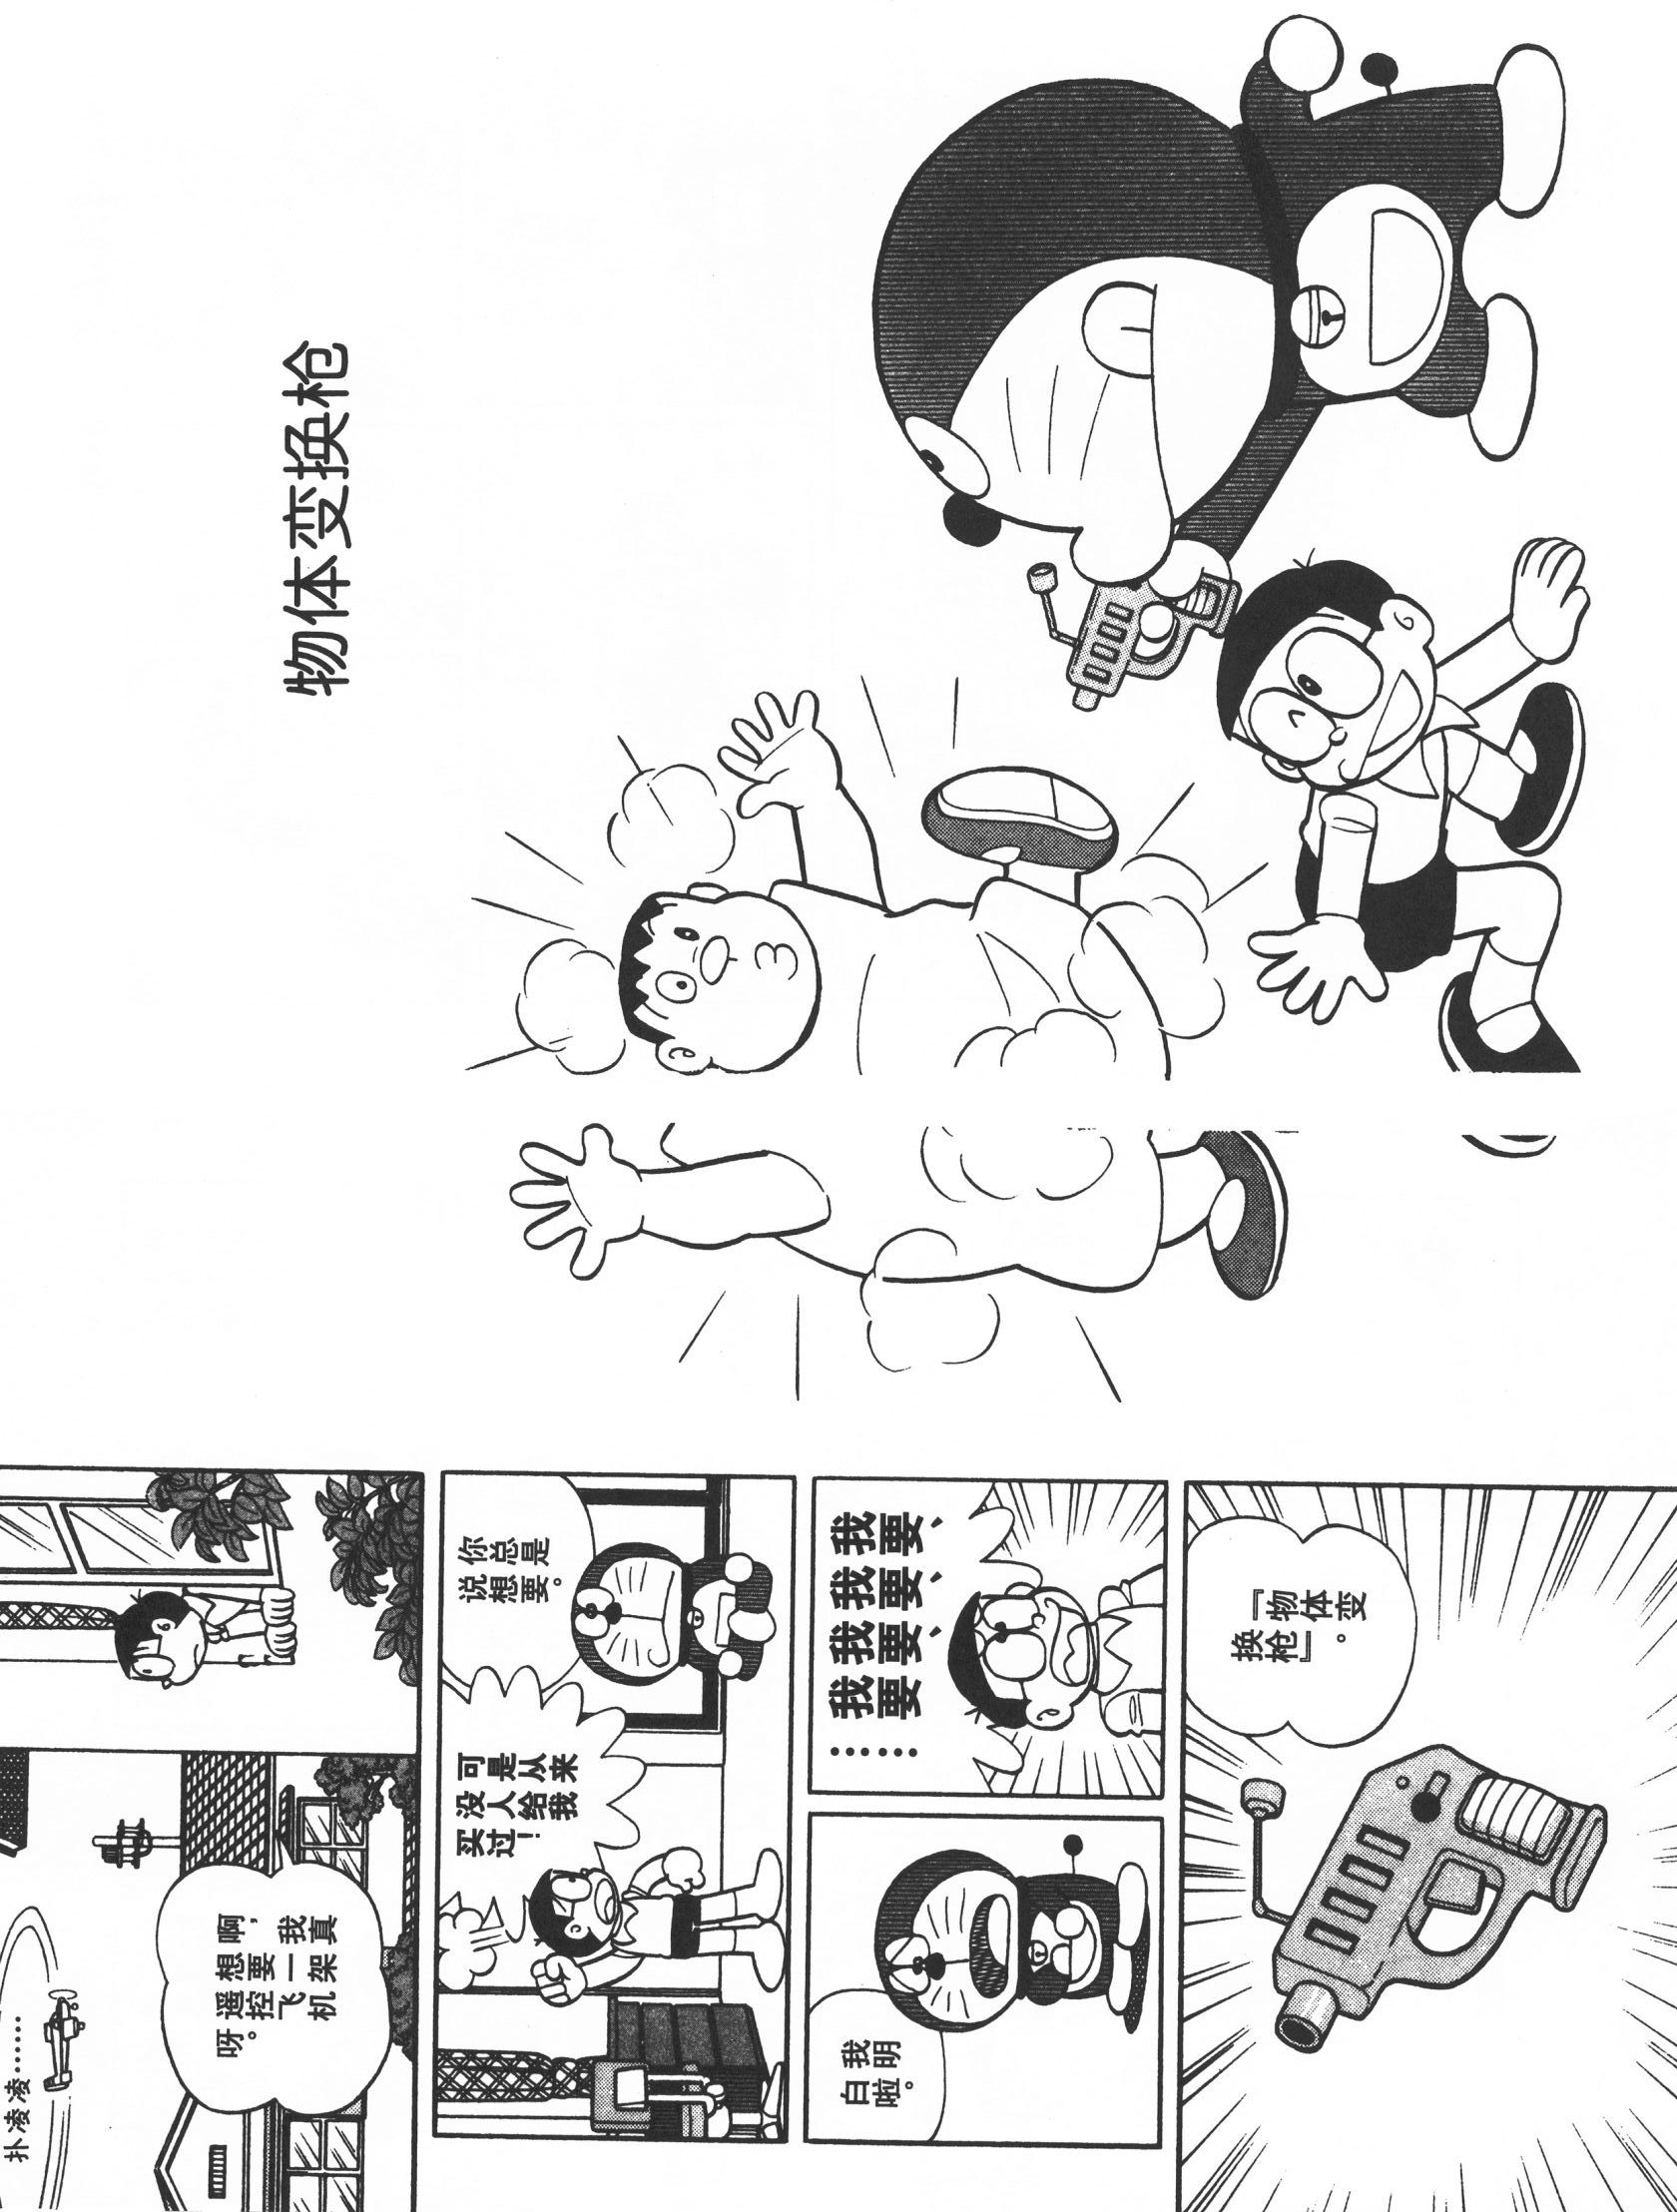 物体变换枪
啊，我真
想要一架
遥控飞机
呀。
扑凌凌……
你总是
说想要。
可是从来
没人给我
买过！
我要、
我要、
我要、
我要
……
我明
白啦。
『物体变
换枪』。